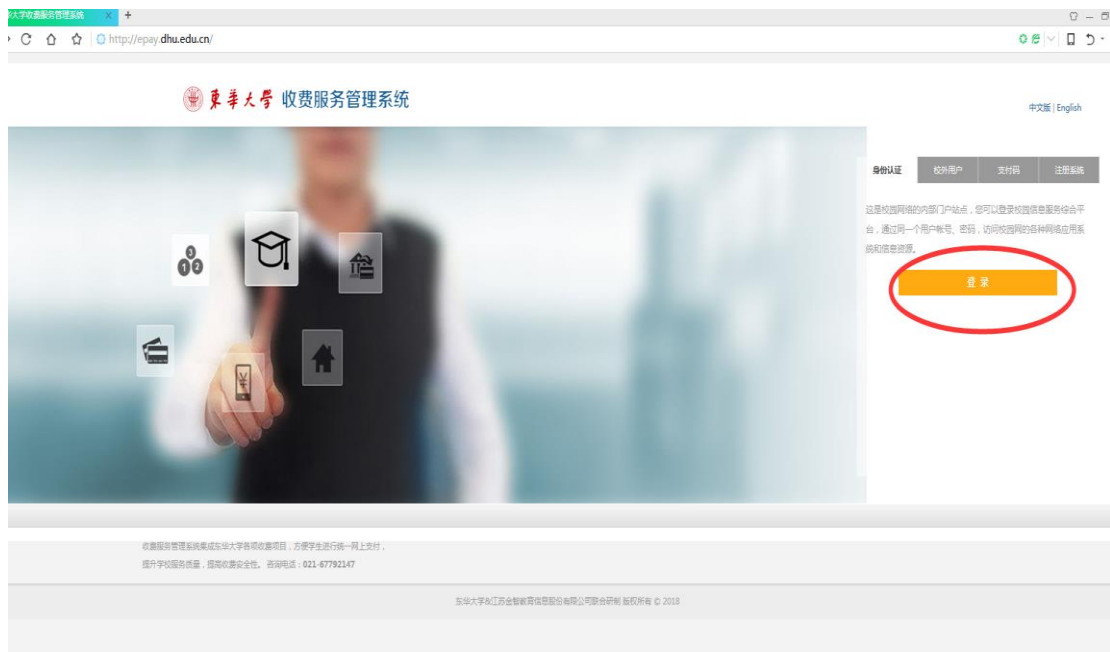 华大学收费服务管理系统
http://epay.dhu.edu.cn/
東華大學 收费服务管理系统
中文版 | English
身份认证 校外用户 支付码 注册系统
这是校园网络的内部门户站点，您可以登录校园信息服务综合平
台，通过同一个用户帐号、密码，访问校园网的各种网络应用系
统和信息资源。
登 录
3
1 2
¥
收费服务管理系统集成东华大学各项收费项目，方便学生进行统一网上支付，
提升学校服务质量，提高收费安全性。 咨询电话：021-67792147
东华大学&江苏金智教育信息股份有限公司联合研制 版权所有 © 2018